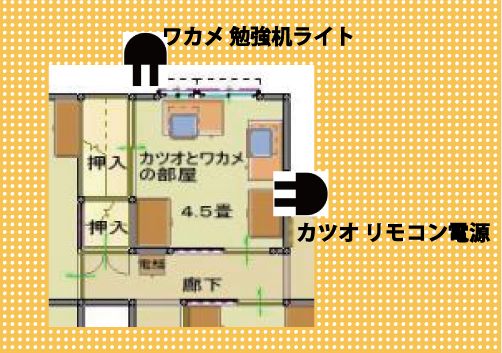 ワカメ 勉強机ライト
押入
カツオとワカメ
の部屋
4.5畳
押入
カツオ リモコン電源
電話
廊下